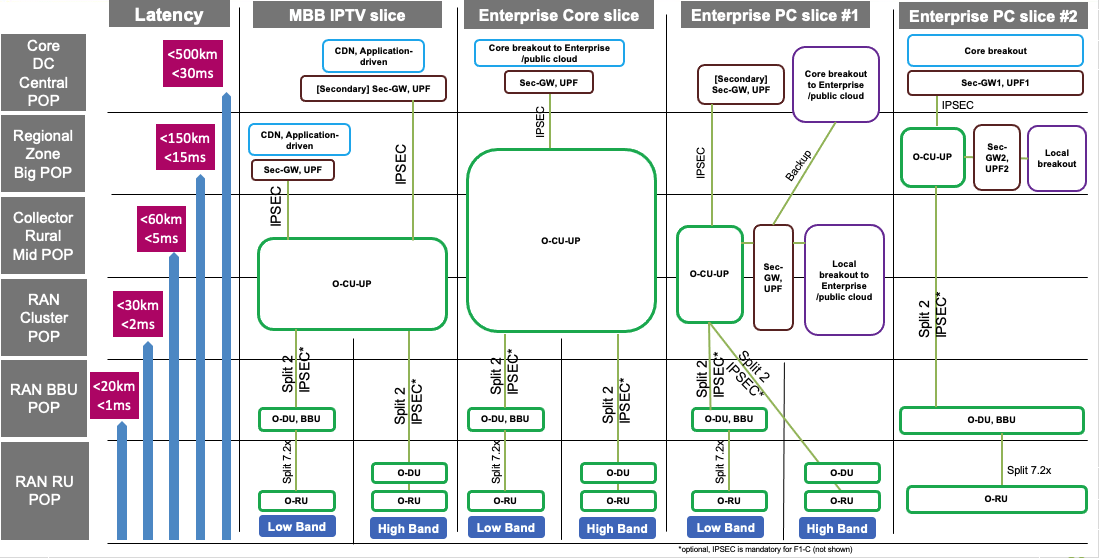 Latency
MBB IPTV slice
Enterprise Core slice
Enterprise PC slice #1
Enterprise PC slice #2
Core
DC
Central
POP
<500km
<30ms
CDN, Application-
driven
[Secondary] Sec-GW, UPF
Core breakout to Enterprise
/public cloud
Sec-GW, UPF
[Secondary]
Sec-GW, UPF
Core breakout
to Enterprise
/public cloud
Core breakout
Sec-GW1, UPF1
IPSEC
Regional
Zone
Big POP
<150km
<15ms
CDN, Application-
driven
Sec-GW, UPF
IPSEC
IPSEC
IPSEC
IPSEC
Backup
O-CU-UP
Sec-
GW2,
UPF2
Local
breakout
Collector
Rural
Mid POP
<60km
<5ms
O-CU-UP
O-CU-UP
O-CU-UP
Sec-
GW,
UPF
Local
breakout to
Enterprise
/public cloud
RAN
Cluster
POP
<30km
<2ms
Split 2
IPSEC*
RAN BBU
POP
<20km
<1ms
Split 2
IPSEC*
Split 2
IPSEC*
Split 2
IPSEC*
Split 2
IPSEC*
Split 2
IPSEC*
Split 2
IPSEC*
O-DU, BBU
O-DU, BBU
O-DU, BBU
O-DU, BBU
RAN RU
POP
Split 7.2x
Split 7.2x
Split 7.2x
Split 7.2x
O-DU
O-DU
O-DU
O-RU
O-RU
O-RU
O-RU
O-RU
O-RU
O-RU
Low Band
High Band
Low Band
High Band
Low Band
High Band
*optional, IPSEC is mandatory for F1-C (not shown)